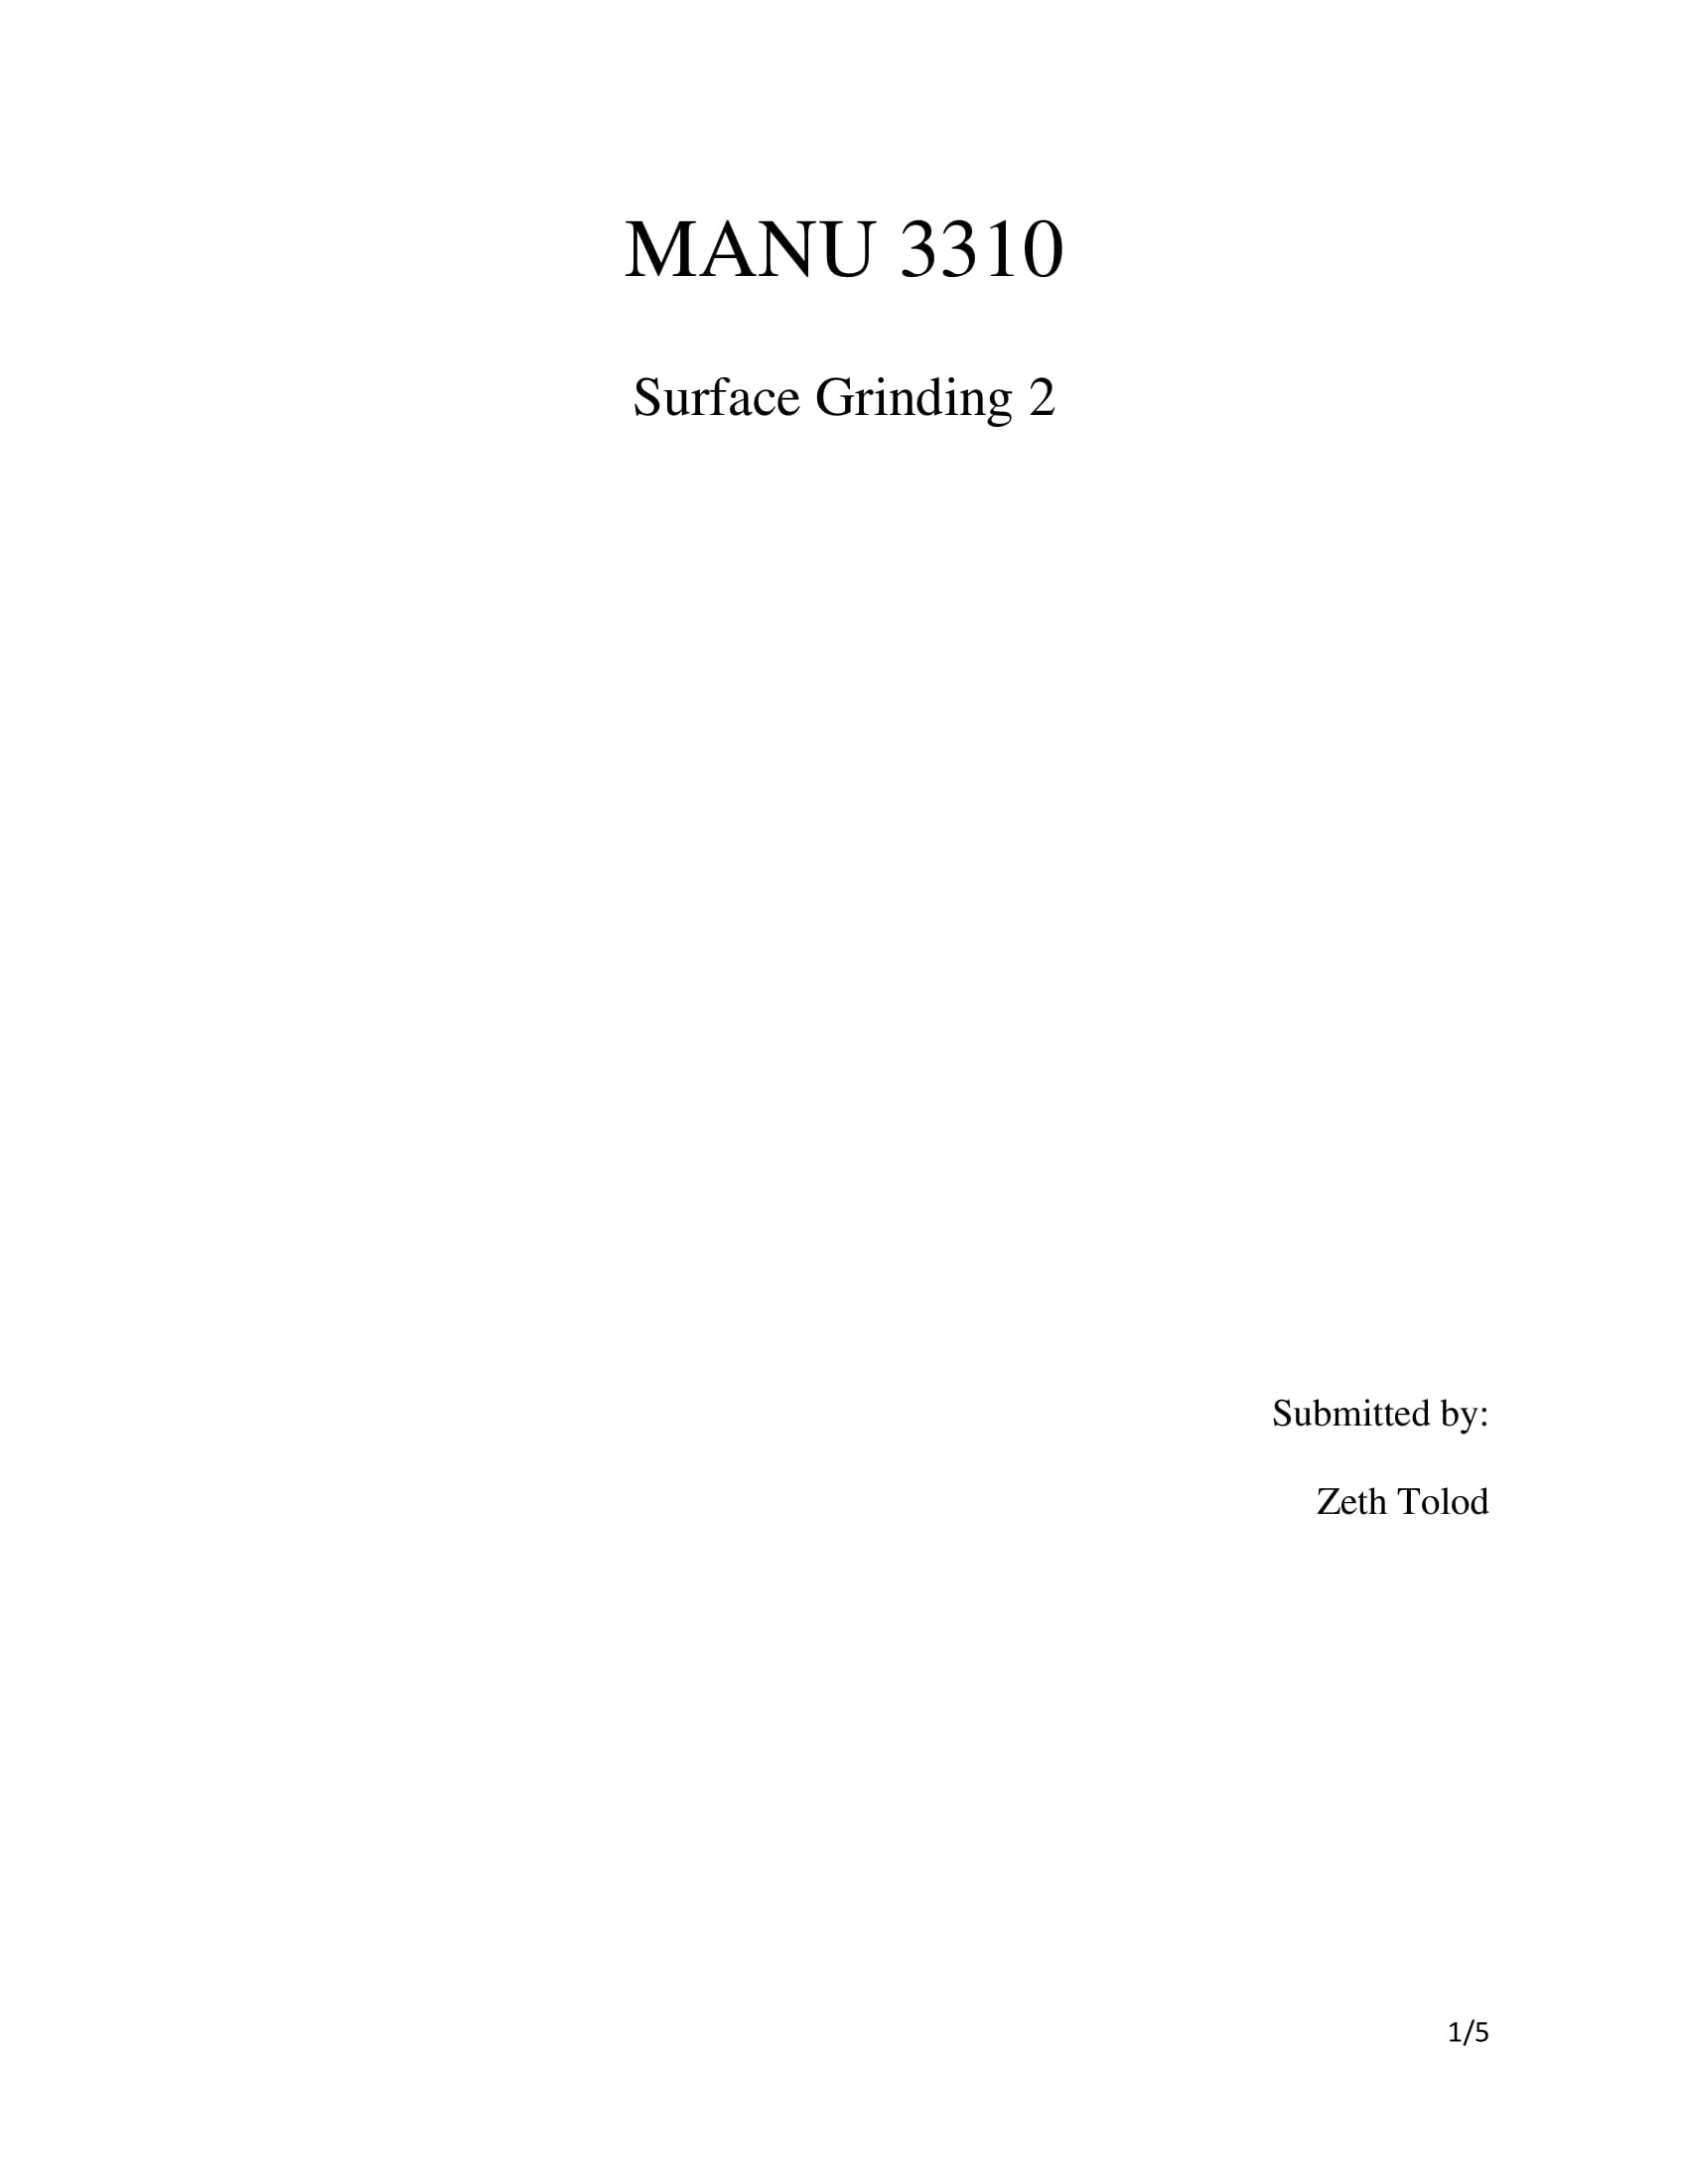 MANU 3310
Surface Grinding 2
Submitted by:
Zeth Tolod
1/5